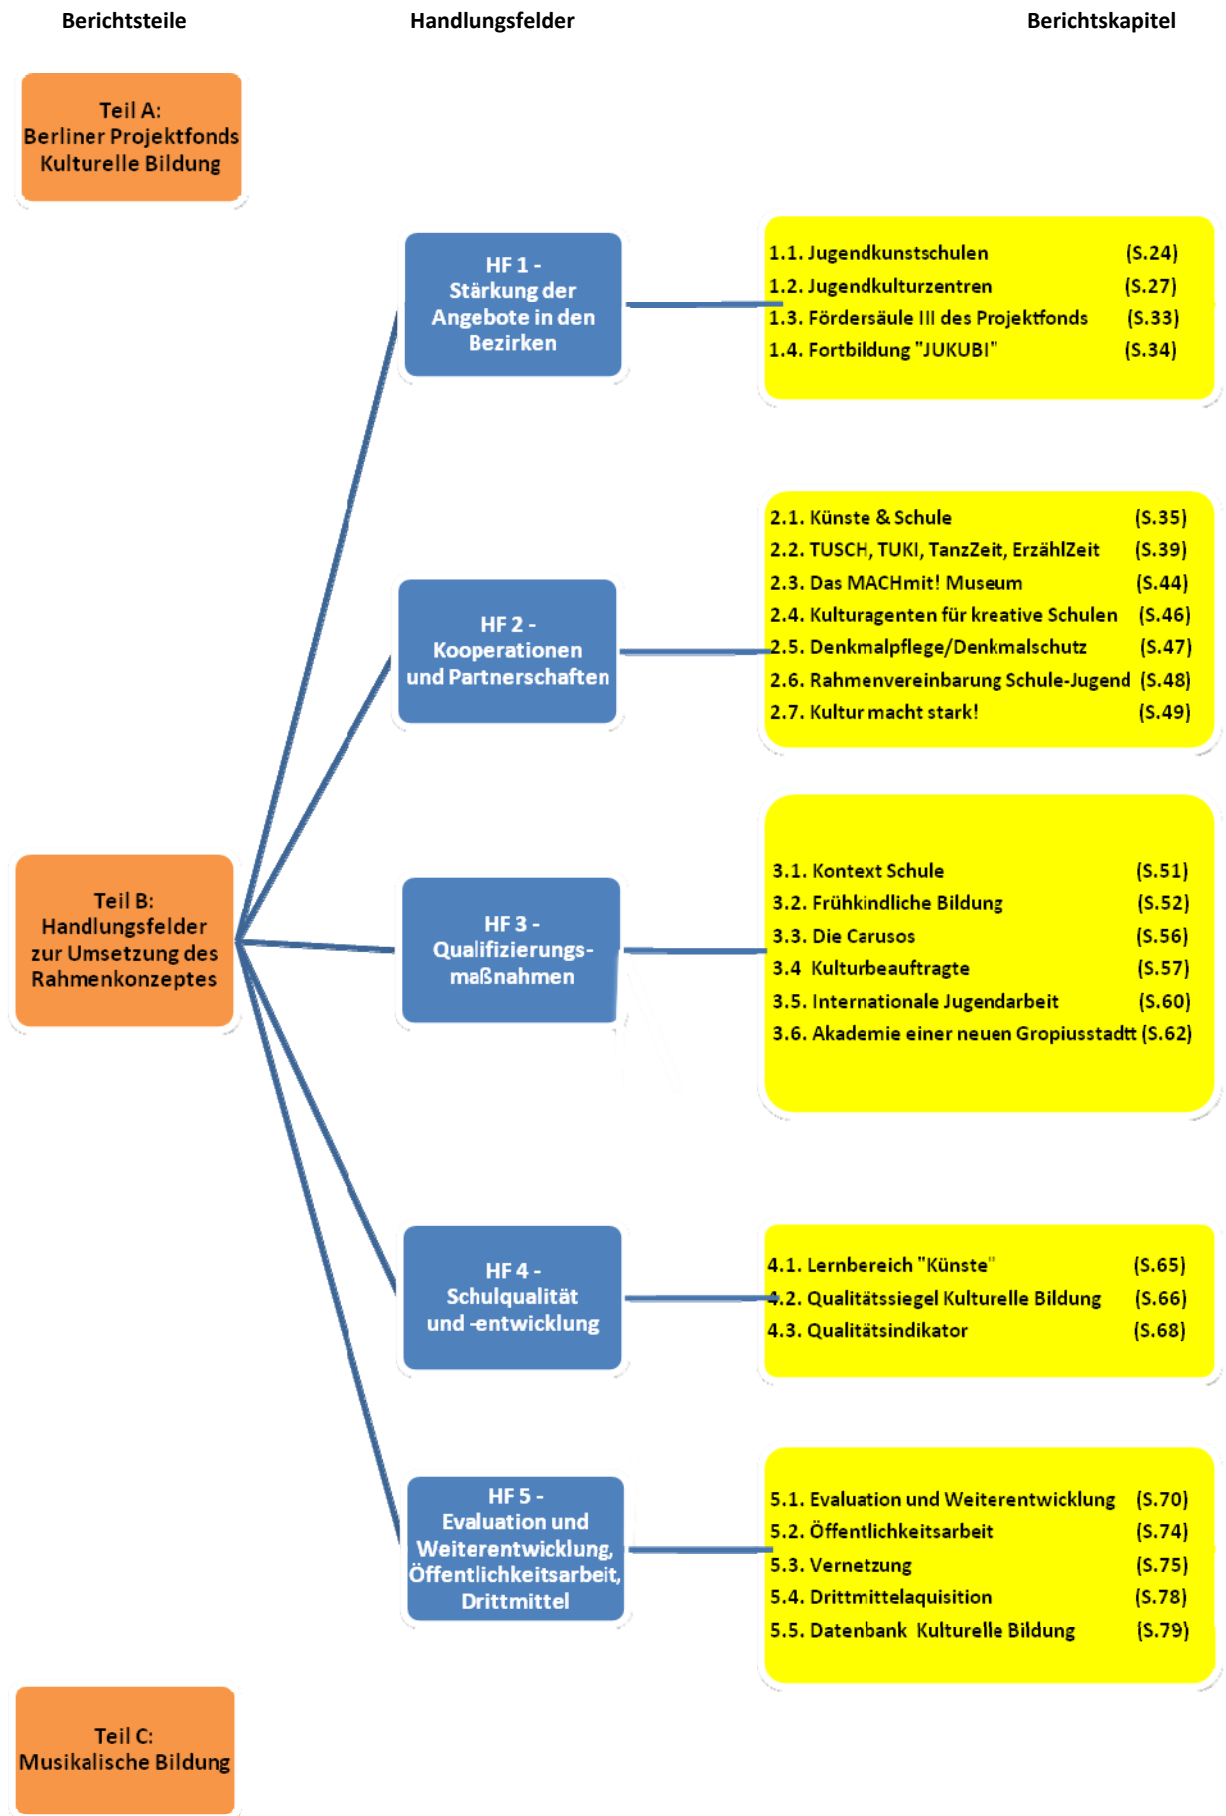 Berichtsteile Handlungsfelder Berichtskapitel
Teil A:
Berliner Projektfonds
Kulturelle Bildung
HF 1 -
Stärkung der
Angebote in den
Bezirken
1.1. Jugendkunstschulen (S.24)
1.2. Jugendkulturzentren (S.27)
1.3. Fördersäule III des Projektfonds (S.33)
1.4. Fortbildung "JUKUBI" (S.34)
HF 2 -
Kooperationen
und Partnerschaften
2.1. Künste & Schule (S.35)
2.2. TUSCH, TUKI, TanzZeit, ErzählZeit (S.39)
2.3. Das MACHmit! Museum (S.44)
2.4. Kulturagenten für kreative Schulen (S.46)
2.5. Denkmalpflege/Denkmalschutz (S.47)
2.6. Rahmenvereinbarung Schule-Jugend (S.48)
2.7. Kultur macht stark! (S.49)
Teil B:
Handlungsfelder
zur Umsetzung des
Rahmenkonzeptes
HF 3 -
Qualifizierungs-
maßnahmen
3.1. Kontext Schule (S.51)
3.2. Frühkindliche Bildung (S.52)
3.3. Die Carusos (S.56)
3.4 Kulturbeauftragte (S.57)
3.5. Internationale Jugendarbeit (S.60)
3.6. Akademie einer neuen Gropiusstadtt (S.62)
HF 4 -
Schulqualität
und -entwicklung
4.1. Lernbereich "Künste" (S.65)
4.2. Qualitätssiegel Kulturelle Bildung (S.66)
4.3. Qualitätsindikator (S.68)
HF 5 -
Evaluation und
Weiterentwicklung,
Öffentlichkeitsarbeit,
Drittmittel
5.1. Evaluation und Weiterentwicklung (S.70)
5.2. Öffentlichkeitsarbeit (S.74)
5.3. Vernetzung (S.75)
5.4. Drittmittelaquisition (S.78)
5.5. Datenbank Kulturelle Bildung (S.79)
Teil C:
Musikalische Bildung